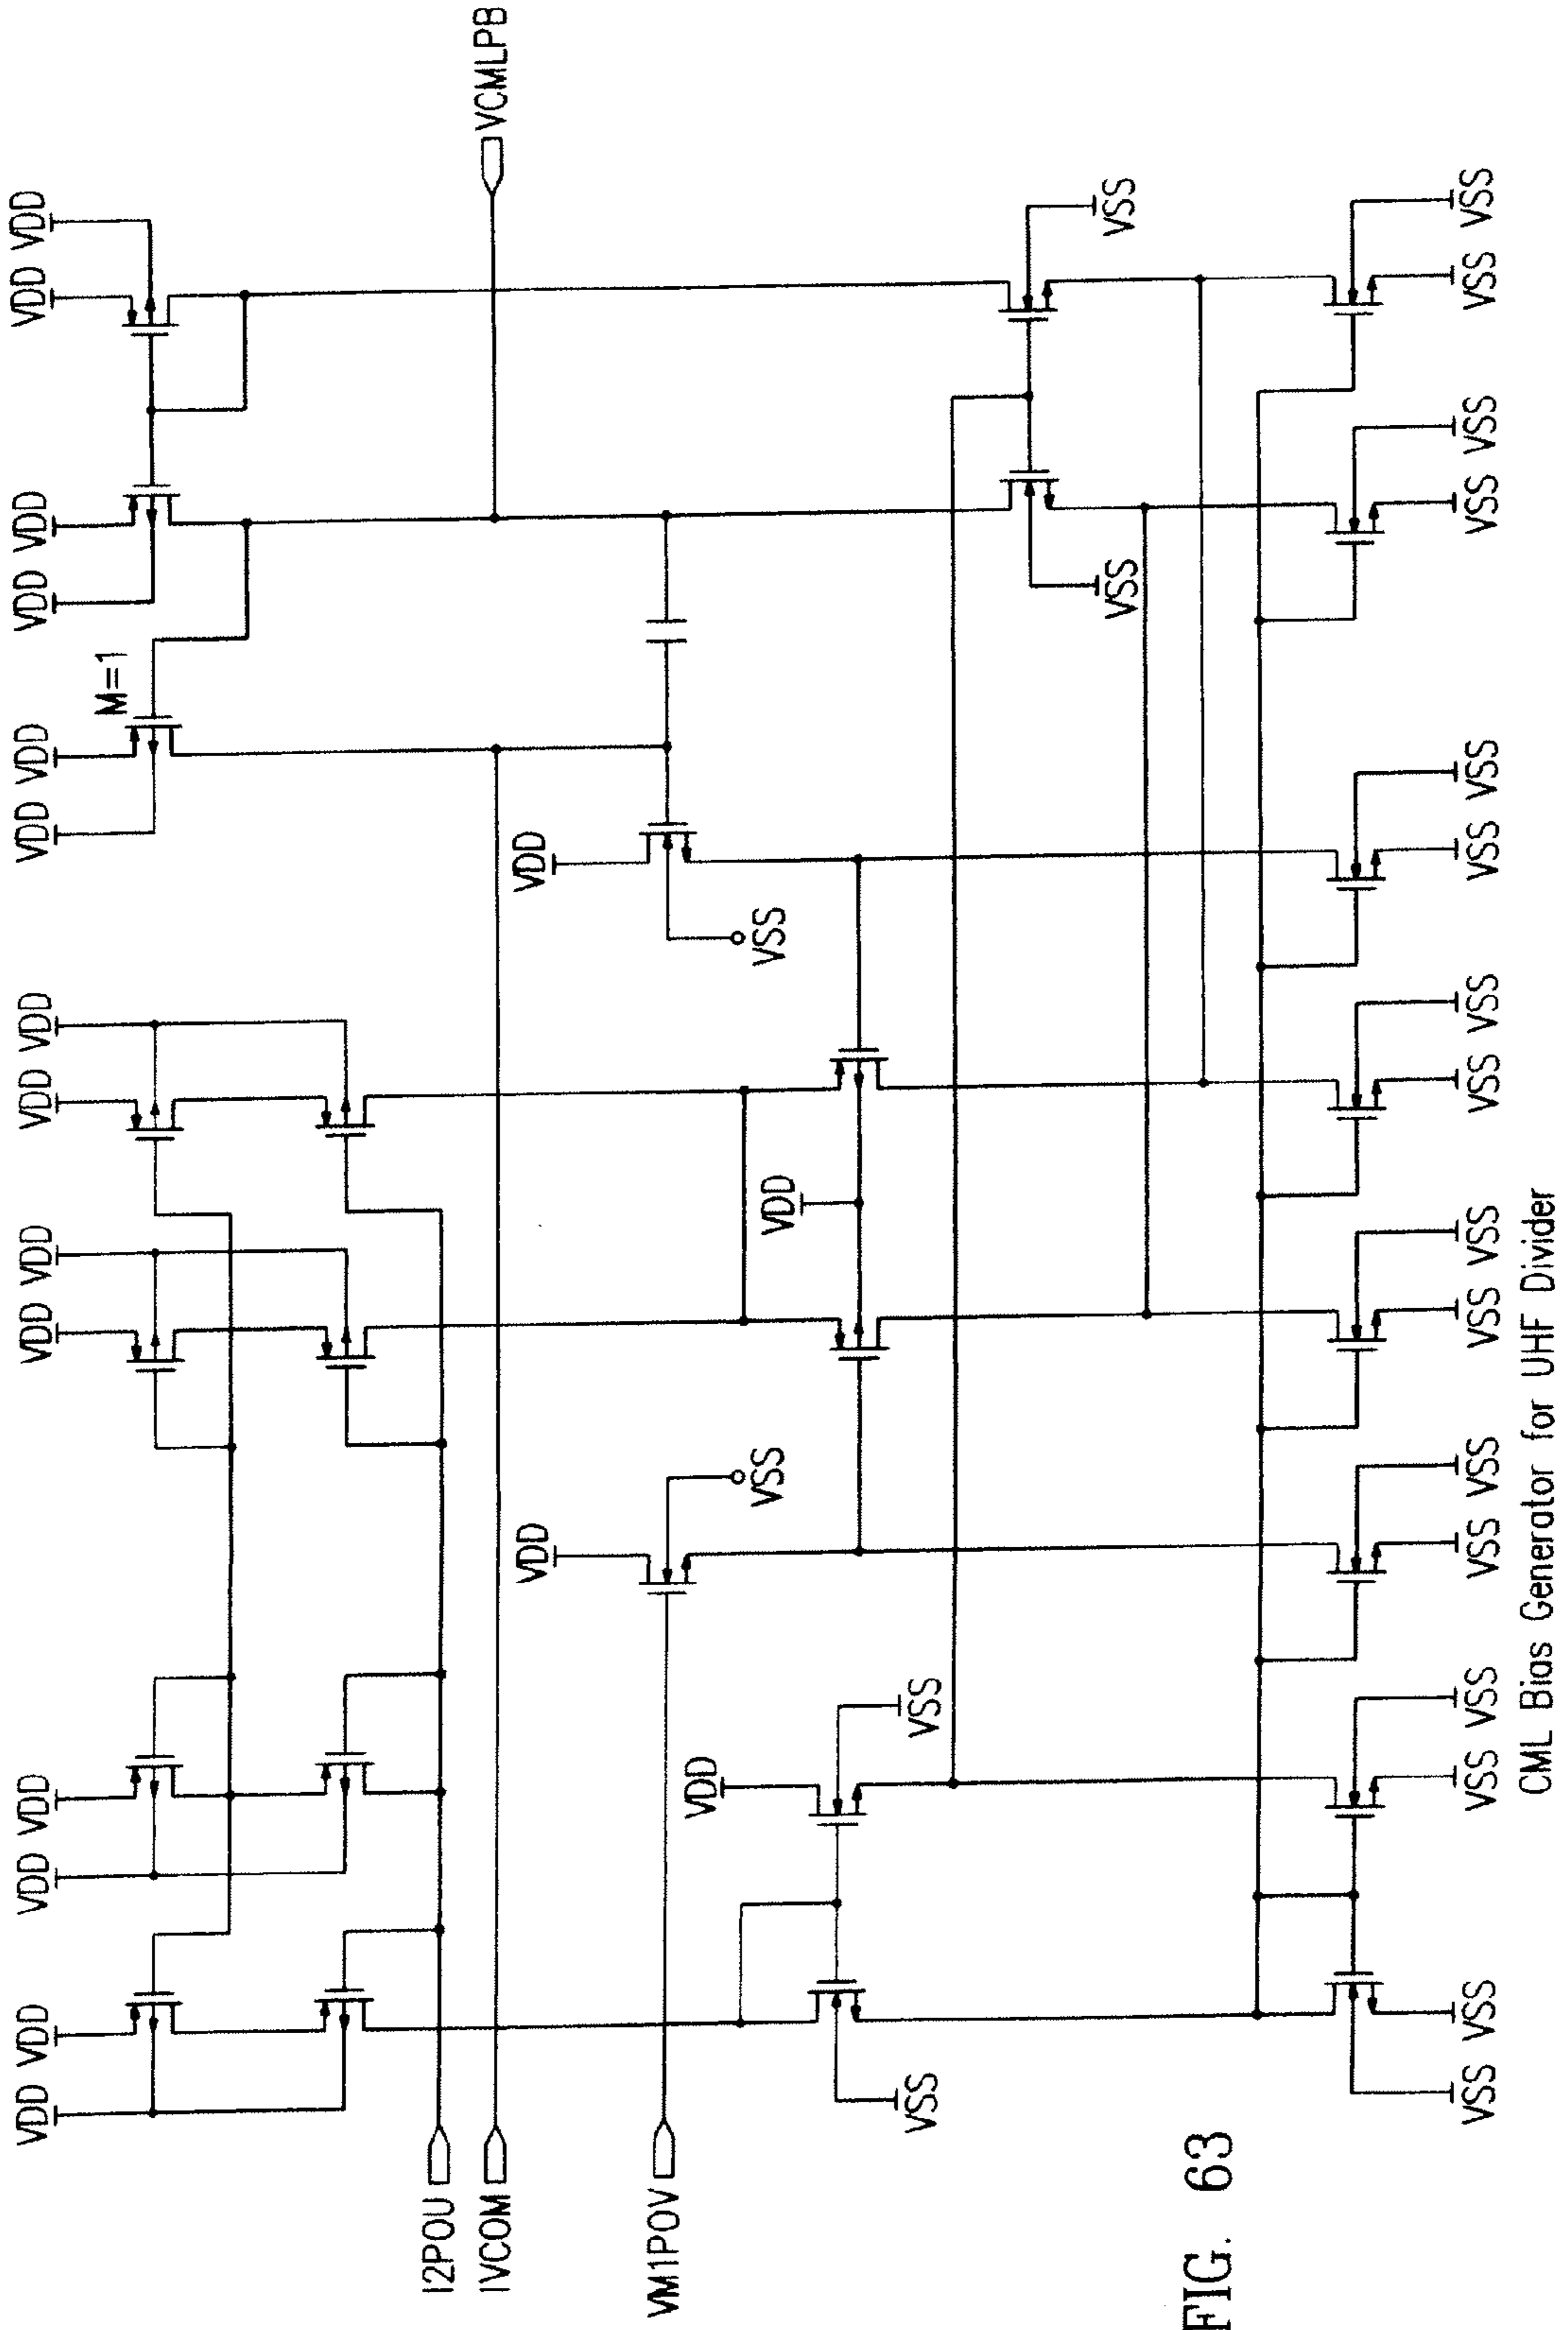 VDD VDD VDD VDD VDD VDD VDD VDD VDD VDD VDD VDD VDD VDD
M=1
I2POU
IVCOM
VCMLPB
VDD
VDD
VM1POV
VDD
VSS
VSS
VDD
VSS
VSS
VSS
VSS
FIG. 63
VSS VSS VSS VSS VSS VSS VSS VSS VSS VSS VSS VSS VSS VSS VSS VSS
CML Bias Generator for UHF Divider